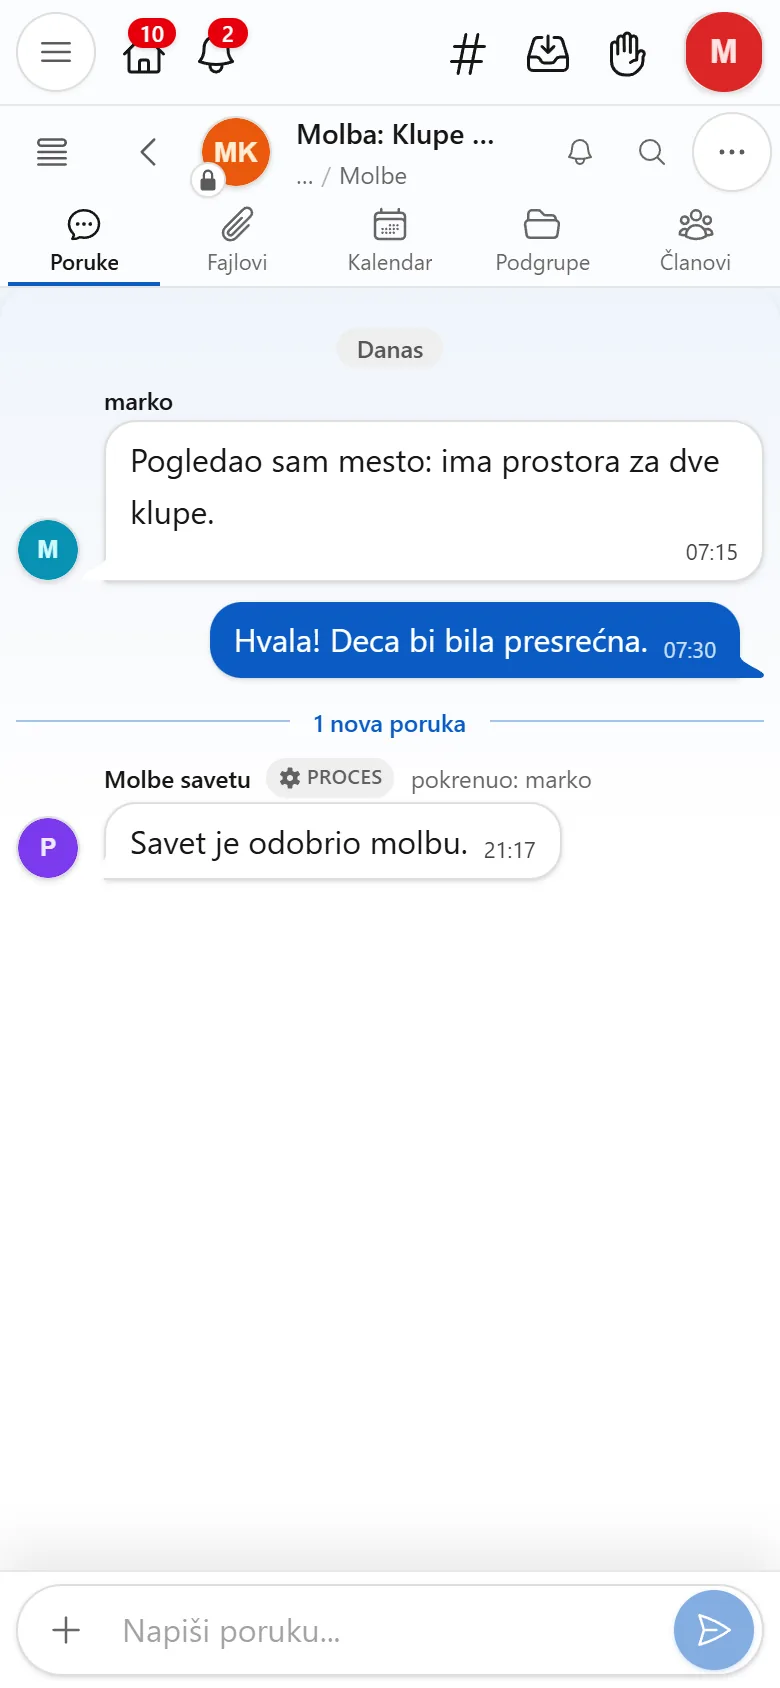 10
2
M
MK
Molba: Klupe ...
... / Molbe
Poruke
Fajlovi
Kalendar
Podgrupe
Članovi
Danas
marko
Pogledao sam mesto: ima prostora za dve
klupe.
07:15
M
Hvala! Deca bi bila presrećna. 07:30
1 nova poruka
Molbe savetu PROCES pokrenuo: marko
P
Savet je odobrio molbu. 21:17
Napiši poruku...